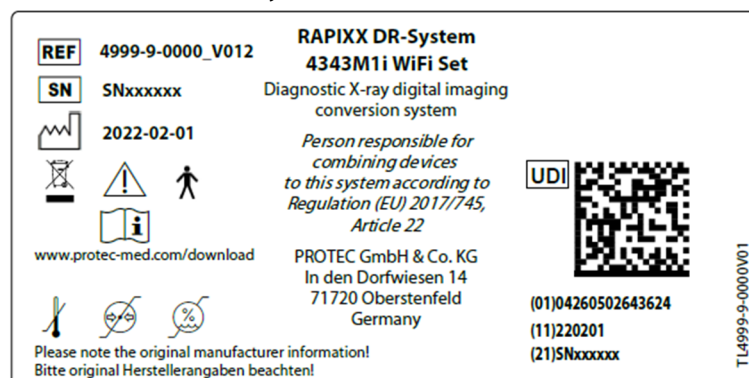 REF 4999-9-0000_V012
SN SNxxxxxx
2022-02-01
www.protec-med.com/download
Please note the original manufacturer information!
Bitte original Herstellerangaben beachten!
RAPIXX DR-System
4343M1i WiFi Set
Diagnostic X-ray digital imaging
conversion system
Person responsible for
combining devices
to this system according to
Regulation (EU) 2017/745,
Article 22
PROTEC GmbH & Co. KG
In den Dorfwiesen 14
71720 Oberstenfeld
Germany
UDI
(01)04260502643624
(11)220201
(21)SNxxxxxx
TL4999-9-0000V01